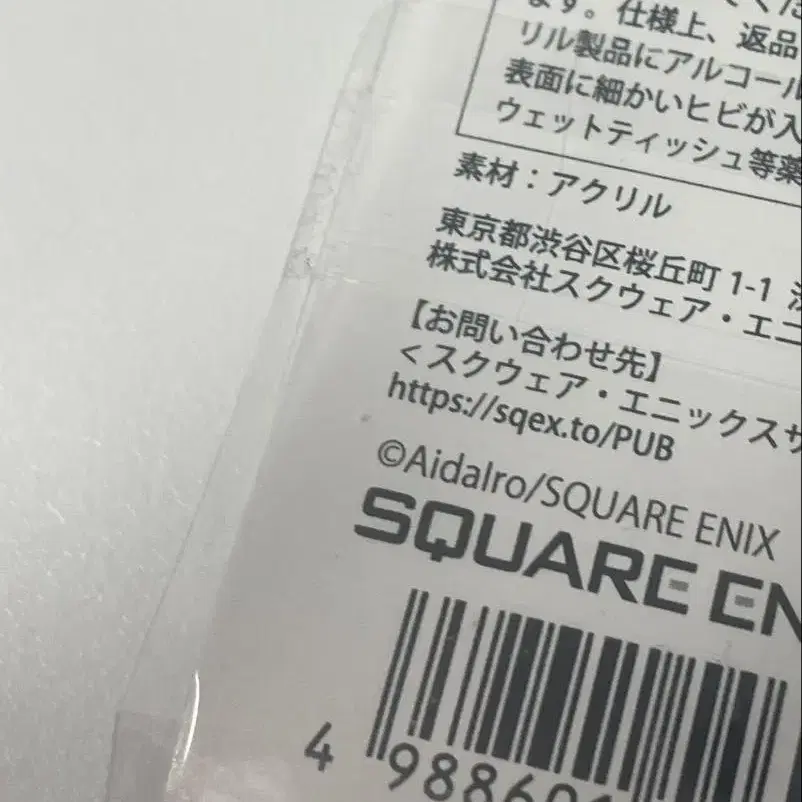 ます。仕様上、返品
リル製品にアルコール
表面に細かいヒビが入
ウェットティッシュ等薬
素材：アクリル
東京都渋谷区桜丘町 1-1
株式会社スクウェア・エニ
【お問い合わせ先】
<スクウェア・エニックスサ
https://sqex.to/PUB
©AidaIro/SQUARE ENIX
SQUARE EN
4 988606